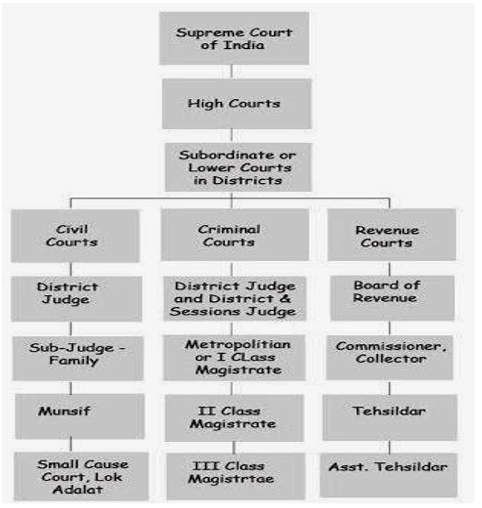 Supreme Court
of India
High Courts
Subordinate or
Lower Courts
in Districts
Civil
Courts
District
Judge
Sub-Judge -
Family
Munsif
Small Cause
Court, Lok
Adalat
Criminal
Courts
District Judge
and District &
Sessions Judge
Metropolitian
or I CLass
Magistrate
II Class
Magistrate
III Class
Magistrtae
Revenue
Courts
Board of
Revenue
Commissioner,
Collector
Tehsildar
Asst. Tehsildar